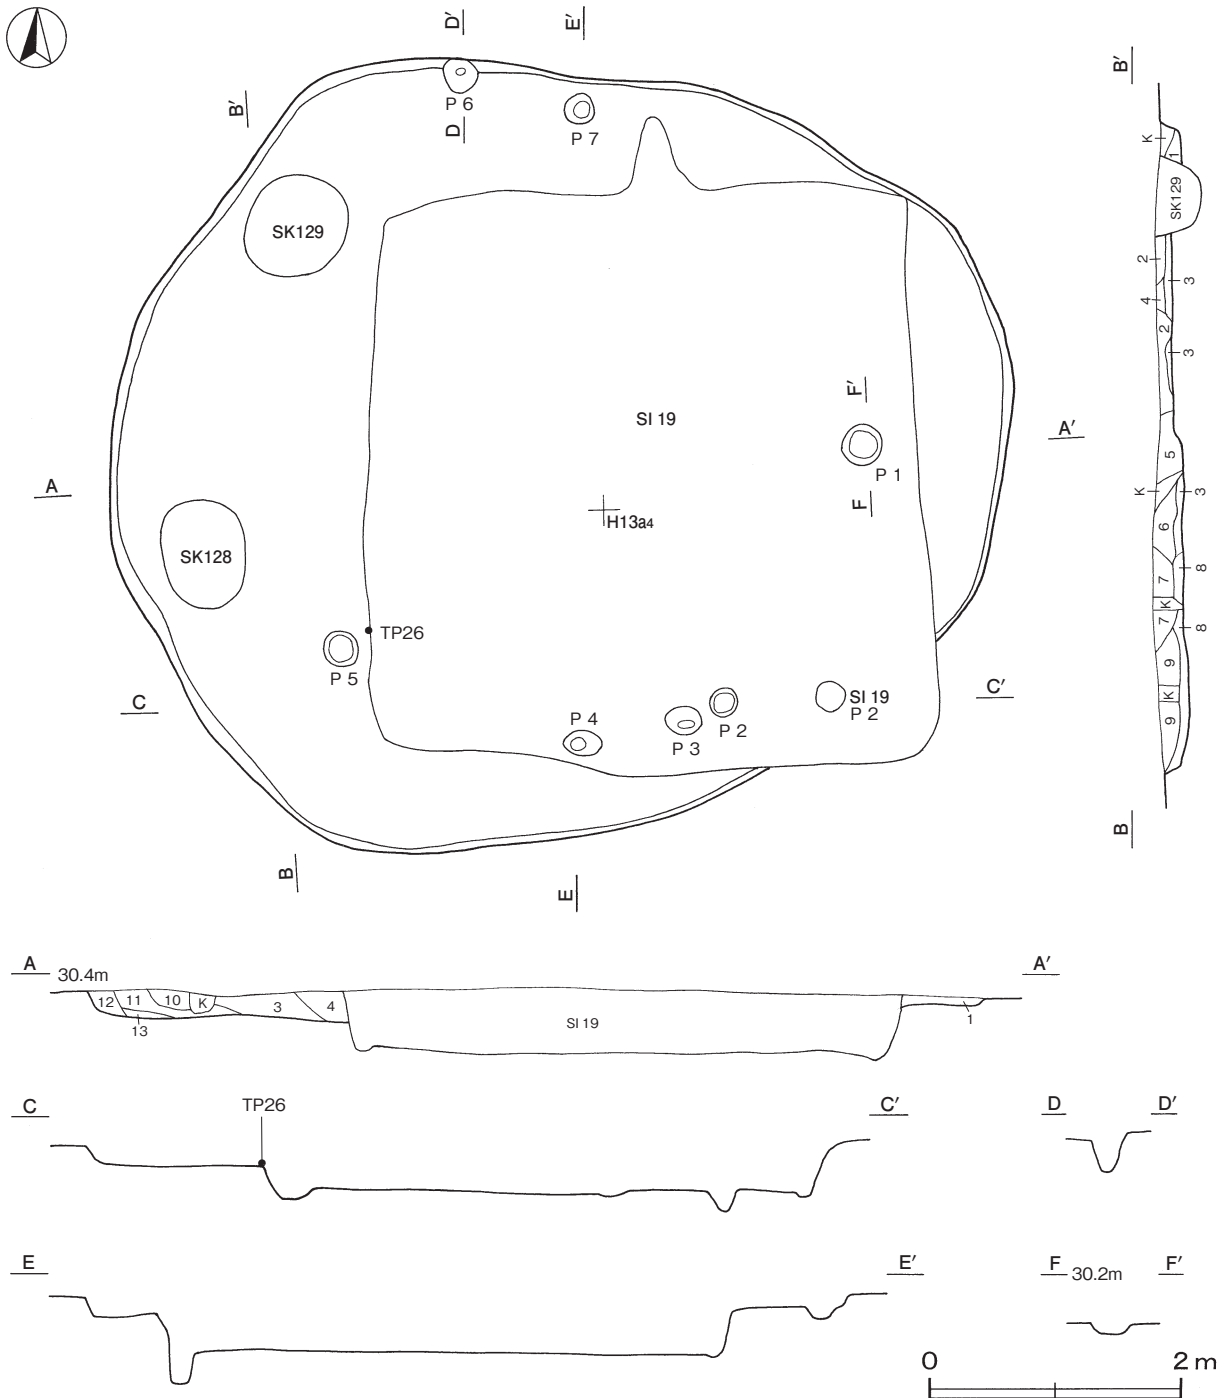 D′
E′
B′
B′
P 6
D
P 7
K
1
SK129
SK129
2
3
4
2
3
F′
SI 19
A′
P 1
5
A
F
K
3
H13a4
6
SK128
8
7
K
TP26
7
8
P 5
9
C
C′
SI 19
P 2
K
P 4
P 2
P 3
9
B
B
E
A
30.4m
A′
12
11
10
K
3
4
13
SI 19
1
C
TP26
C′
D
D′
E
E′
F
30.2m
F′
0
2 m